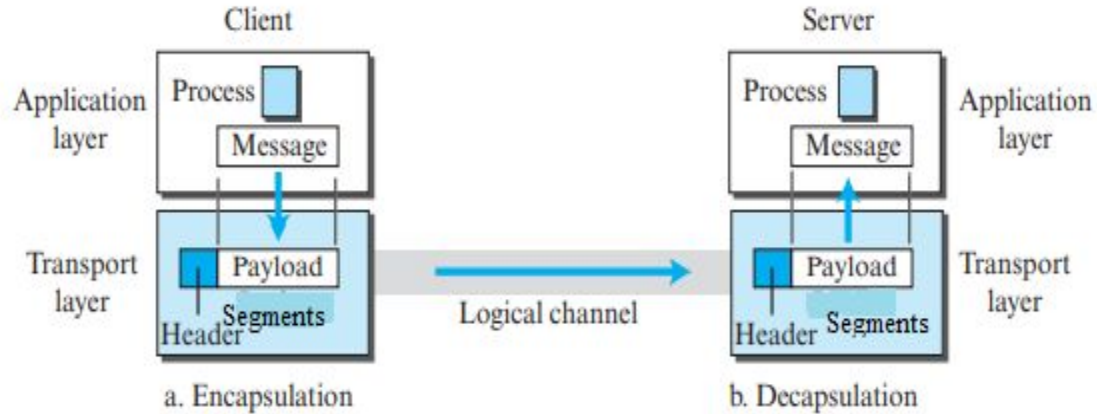 Client
Server
Application
layer
Process
Message
Process
Message
Application
layer
Transport
layer
Payload
Segments
Header
Logical channel
Payload
Segments
Header
Transport
layer
a. Encapsulation
b. Decapsulation